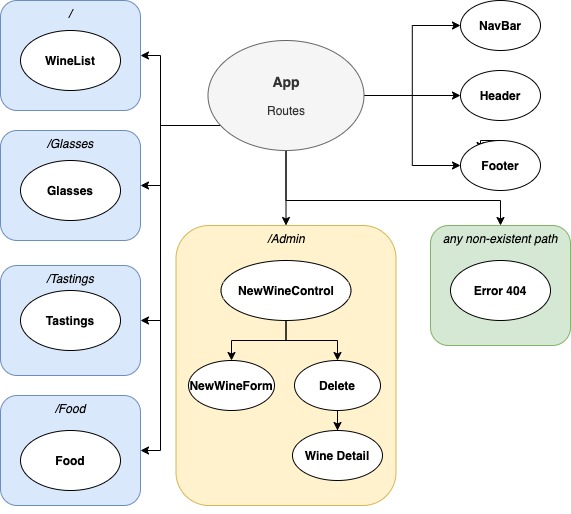 /
WineList
/Glasses
Glasses
/Tastings
Tastings
/Food
Food
App
Routes
NavBar
Header
Footer
/Admin
NewWineControl
NewWineForm
Delete
Wine Detail
any non-existent path
Error 404